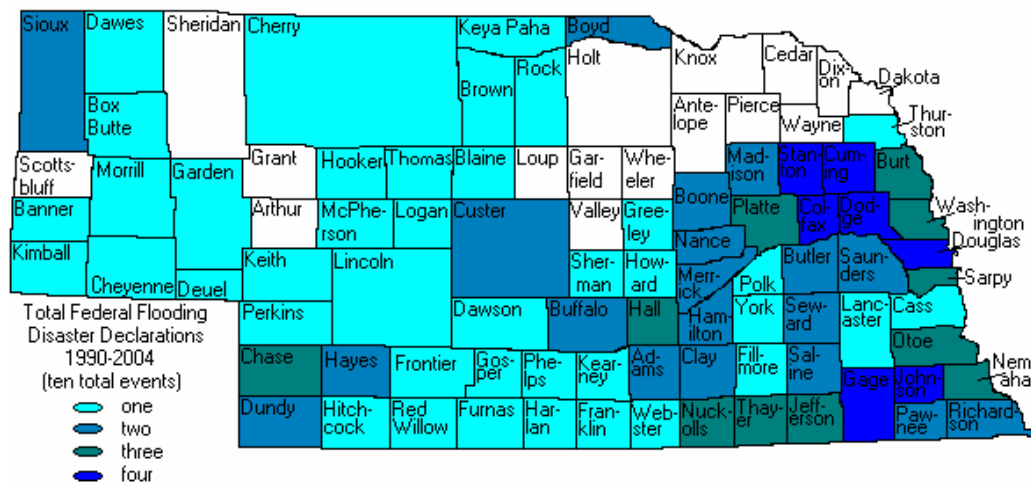 Sioux
Dawes
Sheridan
Cherry
Keya Paha
Boyd
Holt
Knox
Cedar
Dix-
on
Dakota
Box
Butte
Brown
Rock
Ante-
lope
Pierce
Wayne
Thur-
ston
Scotts-
bluff
Morrill
Garden
Grant
Hooker
Thomas
Blaine
Loup
Gar-
field
Whe-
eler
Mad-
ison
Stan-
ton
Cum-
ing
Burt
Banner
Arthur
McPhe-
rson
Logan
Custer
Valley
Gree-
ley
Boone
Platte
Col-
fax
Dod-
ge
Wash-
ington
Kimball
Cheyenne
Deuel
Keith
Lincoln
Sher-
man
How-
ard
Nance
Merr-
ick
Polk
Butler
Saun-
ders
Douglas
Sarpy
Perkins
Dawson
Buffalo
Hall
Ham-
ilton
York
Sew-
ard
Lanc-
aster
Cass
Otoe
Chase
Hayes
Frontier
Gos-
per
Phe-
lps
Kear-
ney
Ad-
ams
Clay
Fill-
more
Sal-
ine
Gage
John-
son
Nem-
aha
Dundy
Hitch-
cock
Red
Willow
Furnas
Har-
lan
Fran-
klin
Web-
ster
Nuck-
olls
Thay-
er
Jeff-
erson
Paw-
nee
Richard-
son
Total Federal Flooding
Disaster Declarations
1990-2004
(ten total events)
one
two
three
four